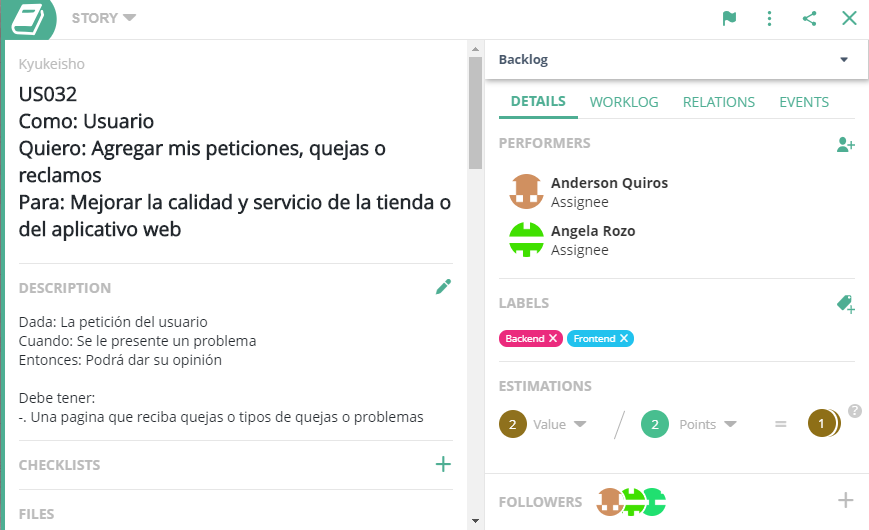 STORY
Kyukeisho
US032
Como: Usuario
Quiero: Agregar mis peticiones, quejas o
reclamos
Para: Mejorar la calidad y servicio de la tienda o
del aplicativo web
DESCRIPTION
Dada: La petición del usuario
Cuando: Se le presente un problema
Entonces: Podrá dar su opinión
Debe tener:
-. Una pagina que reciba quejas o tipos de quejas o problemas
CHECKLISTS
FILES
Backlog
DETAILS WORKLOG RELATIONS EVENTS
PERFORMERS
Anderson Quiros
Assignee
Angela Rozo
Assignee
LABELS
Backend X Frontend X
ESTIMATIONS
2 Value / 2 Points = 1 ?
FOLLOWERS